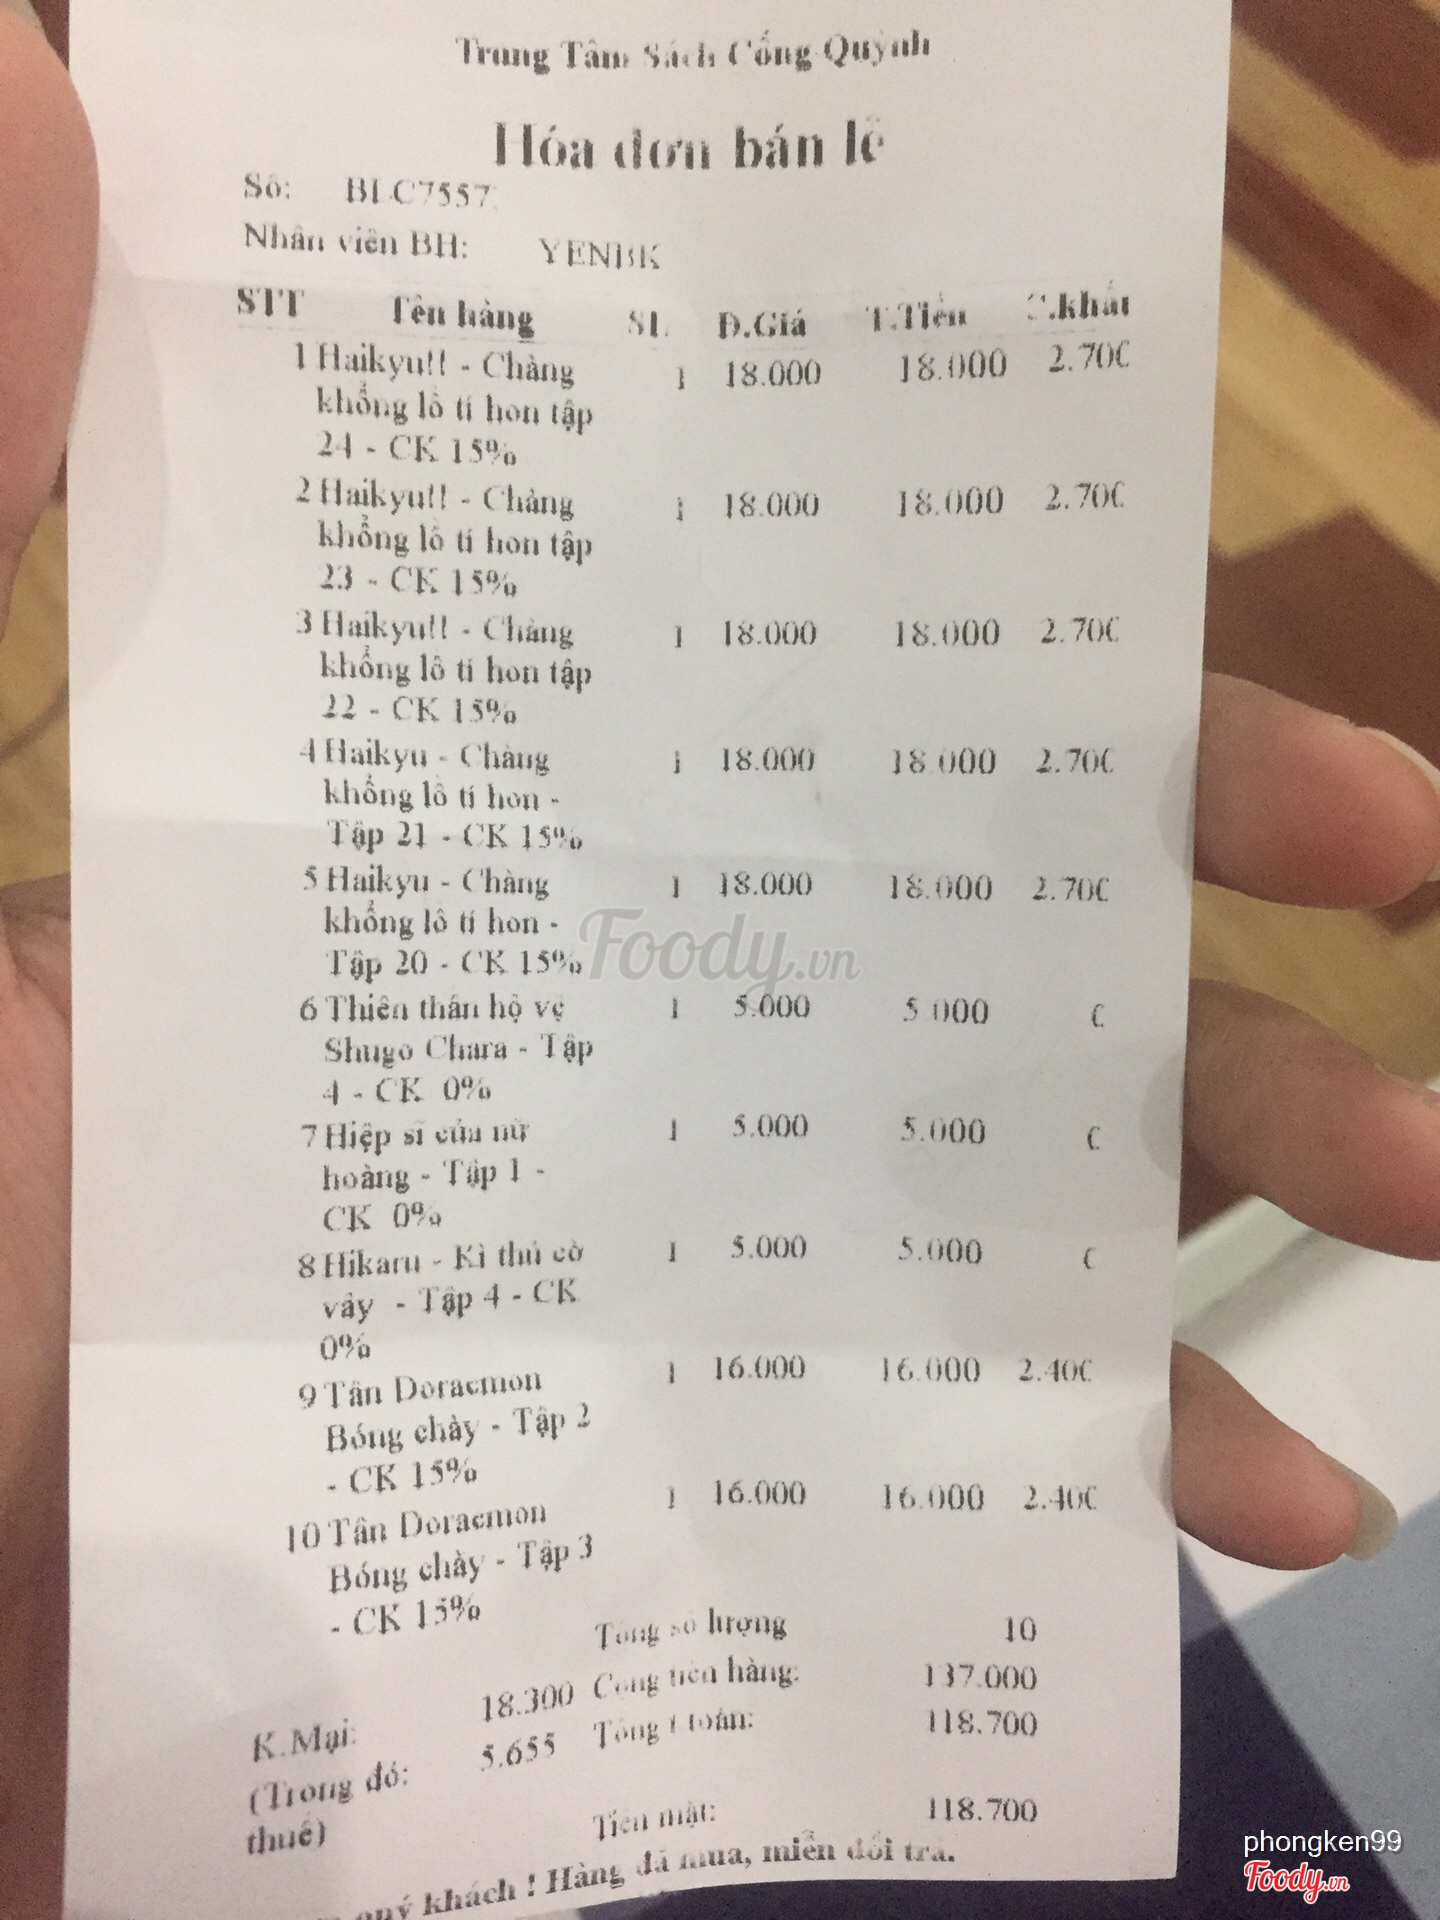 Trung Tâm Sách Cống Quỳnh
Hóa đơn bán lẻ
Số: BLC7557
Nhân viên BH: YENBK
STT Tên hàng SL Đ.Giá T.Tiền C.khấu
1 Haikyu!! - Chàng 1 18.000 18.000 2.700
khổng lồ tí hon tập
24 - CK 15%
2 Haikyu!! - Chàng 1 18.000 18.000 2.700
khổng lồ tí hon tập
23 - CK 15%
3 Haikyu!! - Chàng 1 18.000 18.000 2.700
khổng lồ tí hon tập
22 - CK 15%
4 Haikyu - Chàng 1 18.000 18.000 2.700
khổng lồ tí hon -
Tập 21 - CK 15%
5 Haikyu - Chàng 1 18.000 18.000 2.700
khổng lồ tí hon -
Tập 20 - CK 15%
Foody.vn
6 Thiên thần hộ vệ 1 5.000 5.000 0
Shugo Chara - Tập
4 - CK 0%
7 Hiệp sĩ của nữ 1 5.000 5.000 0
hoàng - Tập 1 -
CK 0%
8 Hikaru - Kì thủ cờ 1 5.000 5.000 0
vây - Tập 4 - CK
0%
9 Tân Doraemon 1 16.000 16.000 2.400
Bóng chày - Tập 2
- CK 15%
10 Tân Doraemon 1 16.000 16.000 2.400
Bóng chày - Tập 3
- CK 15%
Tổng số lượng 10
K.Mại: 18.300 Cộng tiền hàng: 137.000
(Trong đó: 5.655 Tổng t toán: 118.700
thuế)
Tiền mặt: 118.700
quý khách ! Hàng đã mua, miễn đổi trả.
phongken99
Foody.vn